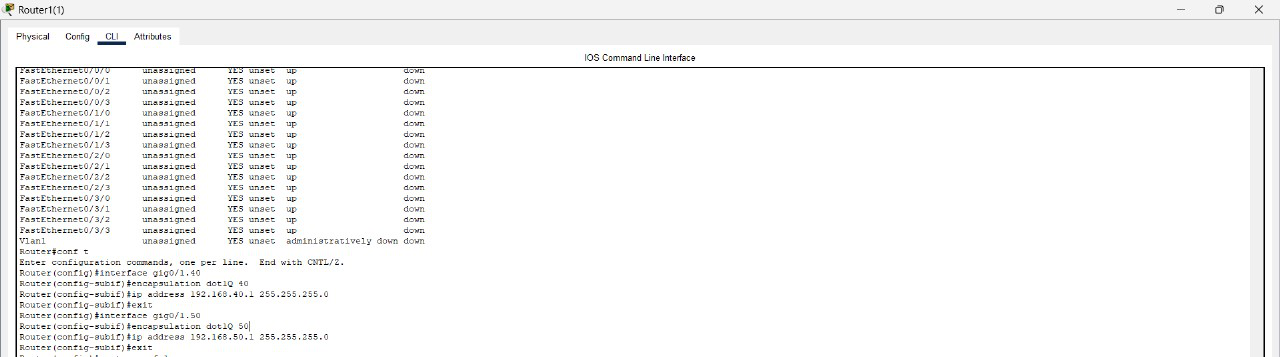 Router1(1)
Physical Config CLI Attributes
IOS Command Line Interface
FastEthernet0/0/0 unassigned YES unset up down
FastEthernet0/0/1 unassigned YES unset up down
FastEthernet0/0/2 unassigned YES unset up down
FastEthernet0/0/3 unassigned YES unset up down
FastEthernet0/1/0 unassigned YES unset up down
FastEthernet0/1/1 unassigned YES unset up down
FastEthernet0/1/2 unassigned YES unset up down
FastEthernet0/1/3 unassigned YES unset up down
FastEthernet0/2/0 unassigned YES unset up down
FastEthernet0/2/1 unassigned YES unset up down
FastEthernet0/2/2 unassigned YES unset up down
FastEthernet0/2/3 unassigned YES unset up down
FastEthernet0/3/0 unassigned YES unset up down
FastEthernet0/3/1 unassigned YES unset up down
FastEthernet0/3/2 unassigned YES unset up down
FastEthernet0/3/3 unassigned YES unset up down
Vlan1 unassigned YES unset administratively down down
Router#conf t
Enter configuration commands, one per line. End with CNTL/Z.
Router(config)#interface gig0/1.40
Router(config-subif)#encapsulation dot1Q 40
Router(config-subif)#ip address 192.168.40.1 255.255.255.0
Router(config-subif)#exit
Router(config)#interface gig0/1.50
Router(config-subif)#encapsulation dot1Q 50
Router(config-subif)#ip address 192.168.50.1 255.255.255.0
Router(config-subif)#exit